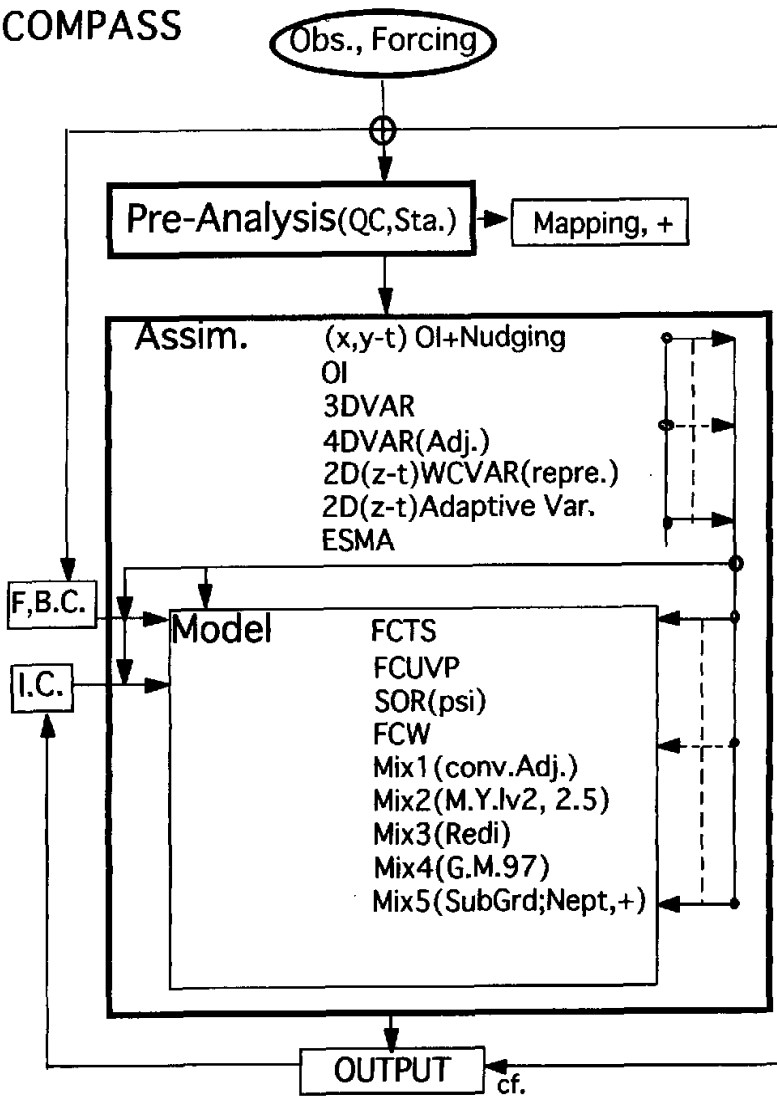 COMPASS
Obs., Forcing
Pre-Analysis(QC,Sta.)
Mapping, +
Assim.
(x,y-t) OI+Nudging
OI
3DVAR
4DVAR(Adj.)
2D(z-t)WCVAR(repre.)
2D(z-t)Adaptive Var.
ESMA
F,B.C.
I.C.
Model
FCTS
FCUVP
SOR(psi)
FCW
Mix1(conv.Adj.)
Mix2(M.Y.lv2, 2.5)
Mix3(Redi)
Mix4(G.M.97)
Mix5(SubGrd;Nept,+)
OUTPUT
cf.